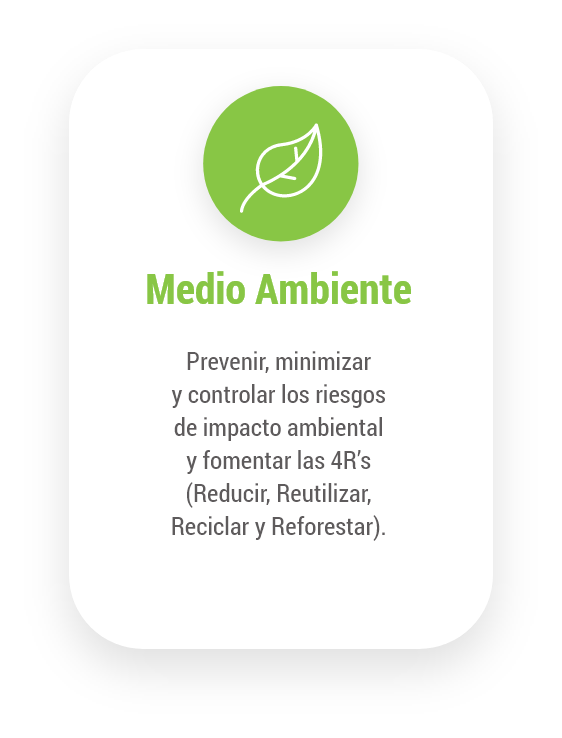 Medio Ambiente
Prevenir, minimizar
y controlar los riesgos
de impacto ambiental
y fomentar las 4R’s
(Reducir, Reutilizar,
Reciclar y Reforestar).